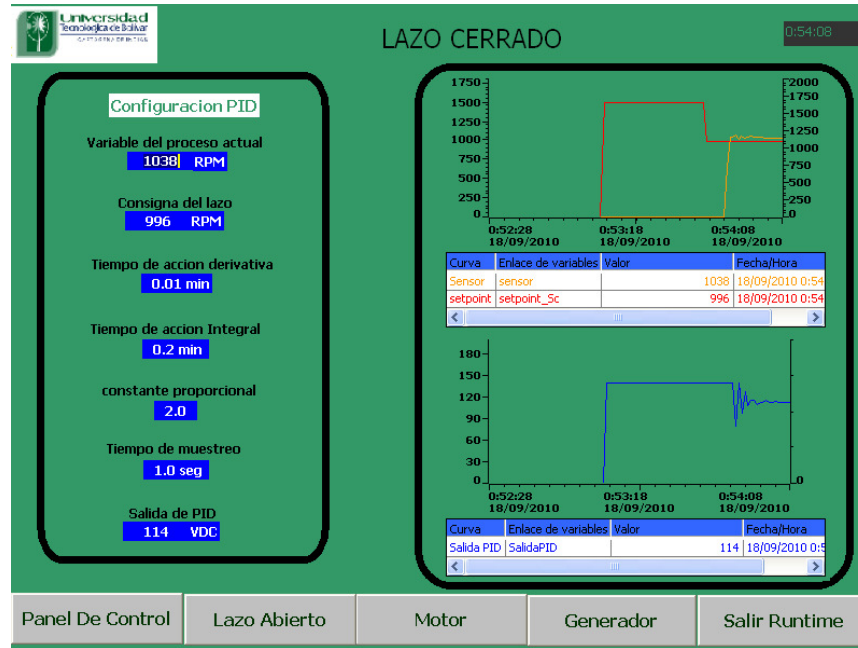 Universidad
Tecnológica de Bolívar
CARTAGENA DE INDIAS
LAZO CERRADO
0:54:08
Configuracion PID
Variable del proceso actual
1038 RPM
Consigna del lazo
996 RPM
Tiempo de accion derivativa
0.01 min
Tiempo de accion Integral
0.2 min
constante proporcional
2.0
Tiempo de muestreo
1.0 seg
Salida de PID
114 VDC
1750
1500
1250
1000
750
500
250
0
2000
1750
1500
1250
1000
750
500
250
0
0:52:28 0:53:18 0:54:08
18/09/2010 18/09/2010 18/09/2010
Curva Enlace de variables Valor Fecha/Hora
Sensor sensor 1038 18/09/2010 0:54
setpoint setpoint_Sc 996 18/09/2010 0:54
180
150
120
90
60
30
0
0
0:52:28 0:53:18 0:54:08
18/09/2010 18/09/2010 18/09/2010
Curva Enlace de variables Valor Fecha/Hora
Salida PID SalidaPID 114 18/09/2010 0:5
Panel De Control Lazo Abierto Motor Generador Salir Runtime